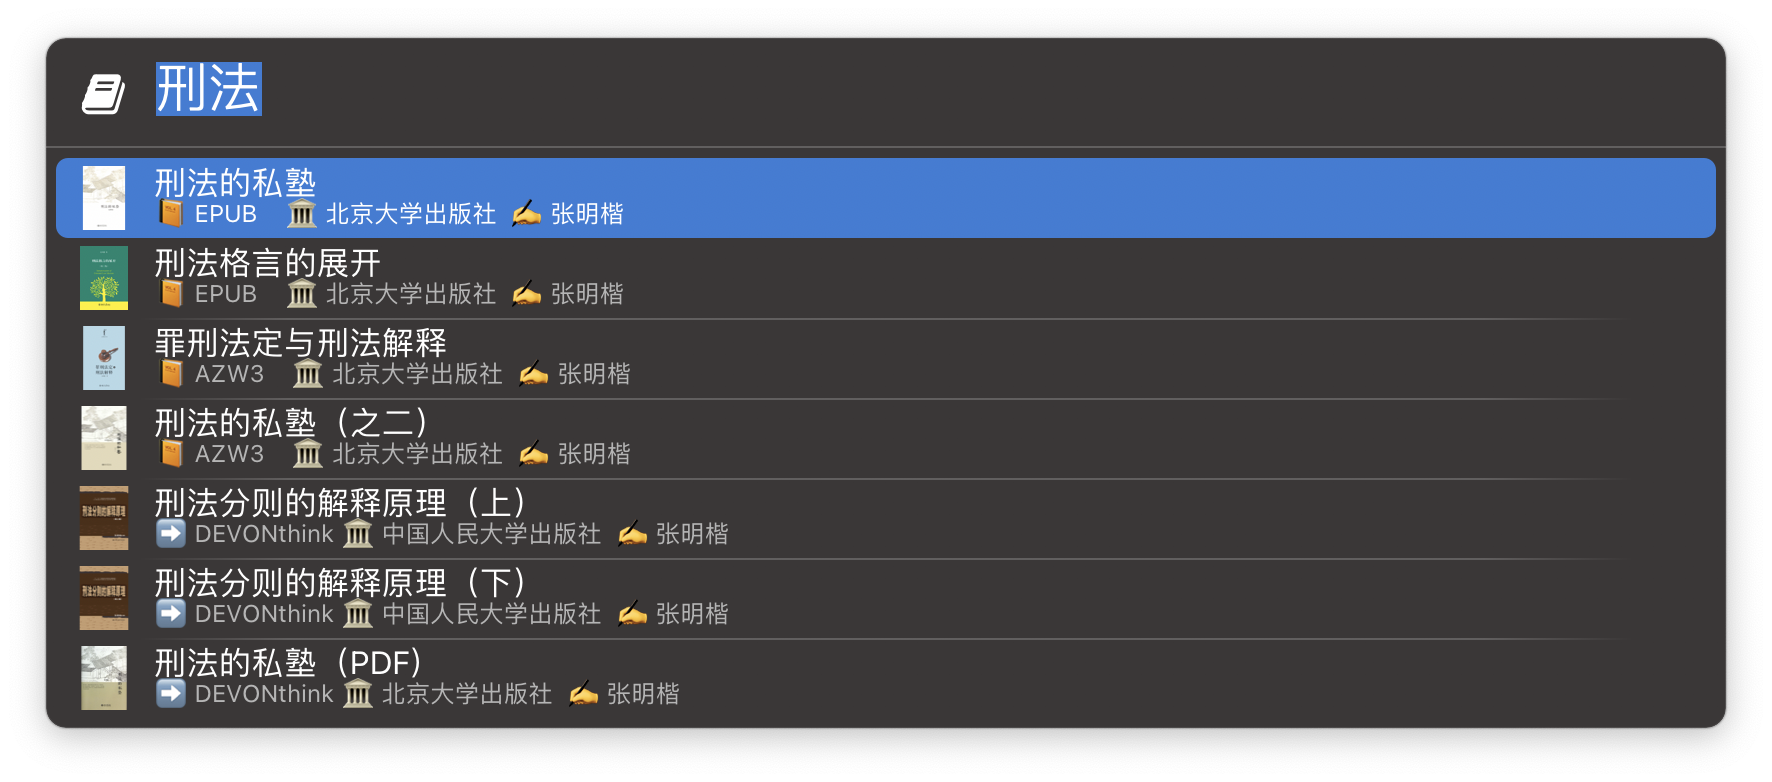 刑法
刑法的私塾
📙 EPUB 🏛 北京大学出版社 ✍️ 张明楷
刑法格言的展开
📙 EPUB 🏛 北京大学出版社 ✍️ 张明楷
罪刑法定与刑法解释
📙 AZW3 🏛 北京大学出版社 ✍️ 张明楷
刑法的私塾（之二）
📙 AZW3 🏛 北京大学出版社 ✍️ 张明楷
刑法分则的解释原理（上）
➡️ DEVONthink 🏛 中国人民大学出版社 ✍️ 张明楷
刑法分则的解释原理（下）
➡️ DEVONthink 🏛 中国人民大学出版社 ✍️ 张明楷
刑法的私塾（PDF）
➡️ DEVONthink 🏛 北京大学出版社 ✍️ 张明楷